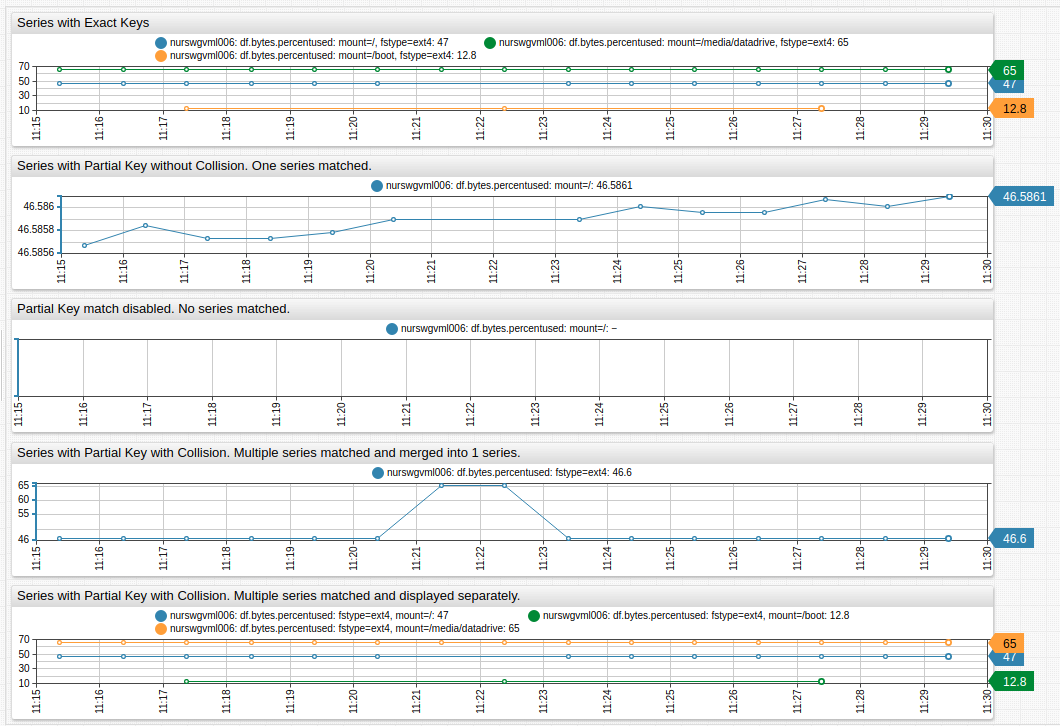 Series with Exact Keys
nurswgvml006: df.bytes.percentused: mount=/, fstype=ext4: 47 nurswgvml006: df.bytes.percentused: mount=/media/datadrive, fstype=ext4: 65
nurswgvml006: df.bytes.percentused: mount=/boot, fstype=ext4: 12.8
70
50
30
10
65
47
12.8
11:15 11:16 11:17 11:18 11:19 11:20 11:21 11:22 11:23 11:24 11:25 11:26 11:27 11:28 11:29 11:30
Series with Partial Key without Collision. One series matched.
nurswgvml006: df.bytes.percentused: mount=/: 46.5861
46.586
46.5858
46.5856
46.5861
11:15 11:16 11:17 11:18 11:19 11:20 11:21 11:22 11:23 11:24 11:25 11:26 11:27 11:28 11:29 11:30
Partial Key match disabled. No series matched.
nurswgvml006: df.bytes.percentused: mount=/: –
11:15 11:16 11:17 11:18 11:19 11:20 11:21 11:22 11:23 11:24 11:25 11:26 11:27 11:28 11:29 11:30
Series with Partial Key with Collision. Multiple series matched and merged into 1 series.
nurswgvml006: df.bytes.percentused: fstype=ext4: 46.6
65
60
55
46
46.6
11:15 11:16 11:17 11:18 11:19 11:20 11:21 11:22 11:23 11:24 11:25 11:26 11:27 11:28 11:29 11:30
Series with Partial Key with Collision. Multiple series matched and displayed separately.
nurswgvml006: df.bytes.percentused: fstype=ext4, mount=/: 47 nurswgvml006: df.bytes.percentused: fstype=ext4, mount=/boot: 12.8
nurswgvml006: df.bytes.percentused: fstype=ext4, mount=/media/datadrive: 65
70
50
30
10
65
47
12.8
11:15 11:16 11:17 11:18 11:19 11:20 11:21 11:22 11:23 11:24 11:25 11:26 11:27 11:28 11:29 11:30